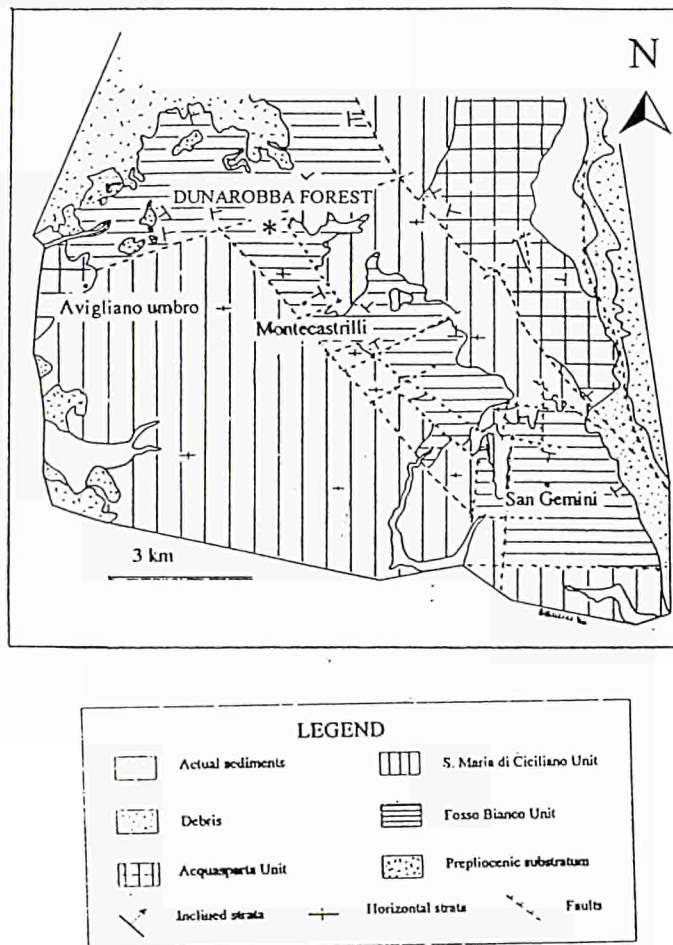 N
DUNAROBBA FOREST
*
Avigliano umbro
Montecastrilli
San Gemini
3 km
LEGEND
Actual sediments
S. Maria di Ciciliano Unit
Debris
Fosso Bianco Unit
Acquasparta Unit
Prepliocenic substratum
Inclined strata
Horizontal strata
Faults